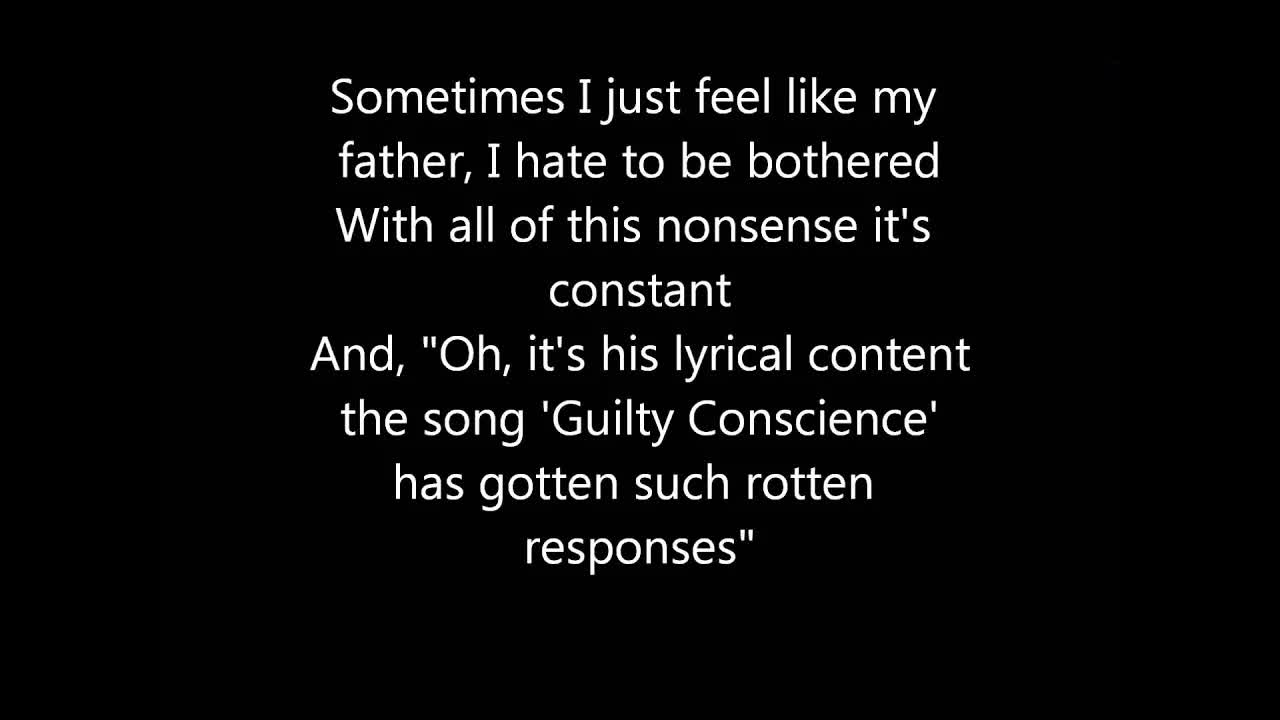 Sometimes I just feel like my
father, I hate to be bothered
With all of this nonsense it's
constant
And, "Oh, it's his lyrical content
the song 'Guilty Conscience'
has gotten such rotten
responses"